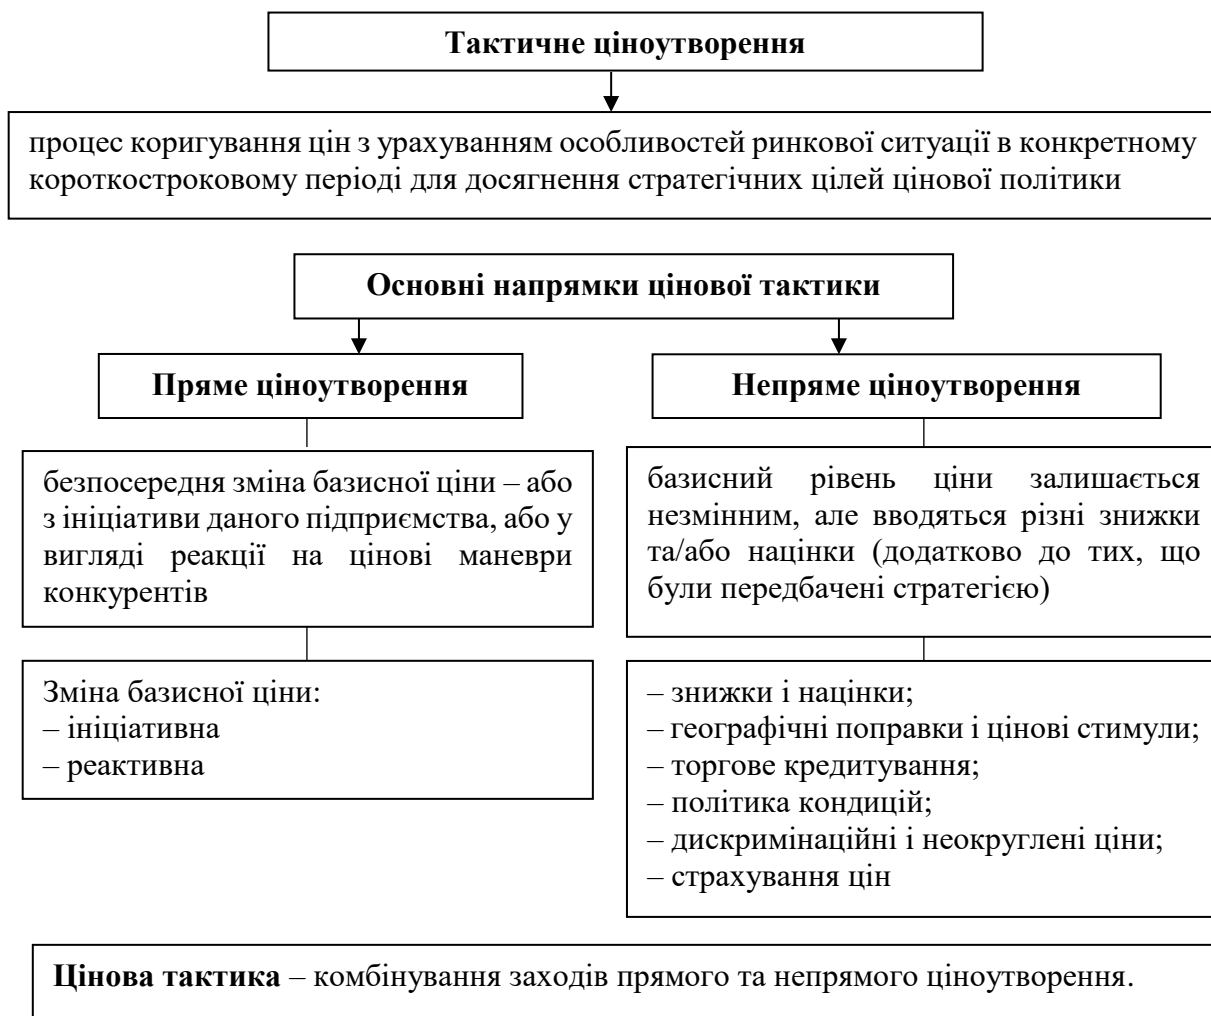 Тактичне ціноутворення
процес коригування цін з урахуванням особливостей ринкової ситуації в конкретному
короткостроковому періоді для досягнення стратегічних цілей цінової політики
Основні напрямки цінової тактики
Пряме ціноутворення
безпосередня зміна базисної ціни – або
з ініціативи даного підприємства, або у
вигляді реакції на цінові маневри
конкурентів
Зміна базисної ціни:
– ініціативна
– реактивна
Непряме ціноутворення
базисний рівень ціни залишається
незмінним, але вводяться різні знижки
та/або націнки (додатково до тих, що
були передбачені стратегією)
– знижки і націнки;
– географічні поправки і цінові стимули;
– торгове кредитування;
– політика кондицій;
– дискримінаційні і неокруглені ціни;
– страхування цін
Цінова тактика – комбінування заходів прямого та непрямого ціноутворення.